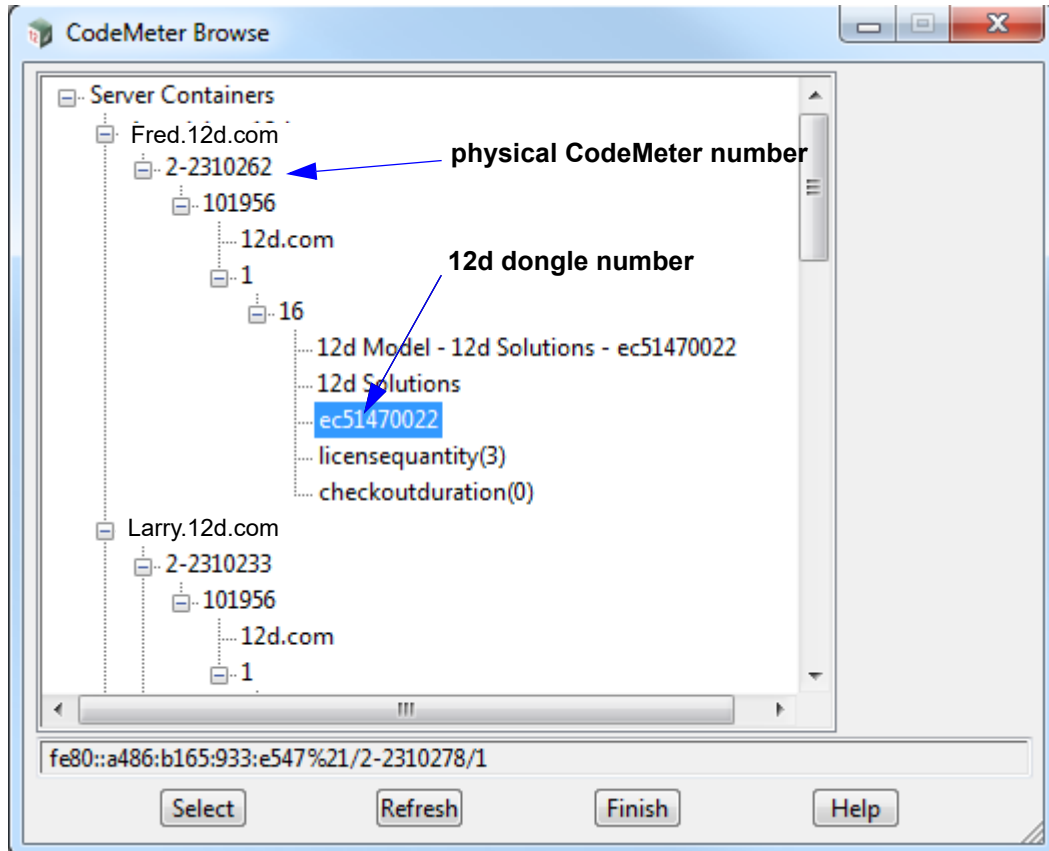 CodeMeter Browse
Server Containers
Fred.12d.com
2-2310262
physical CodeMeter number
101956
12d.com
12d dongle number
1
16
12d Model - 12d Solutions - ec51470022
12d Solutions
ec51470022
licensequantity(3)
checkoutduration(0)
Larry.12d.com
2-2310233
101956
12d.com
1
fe80::a486:b165:933:e547%21/2-2310278/1
Select Refresh Finish Help